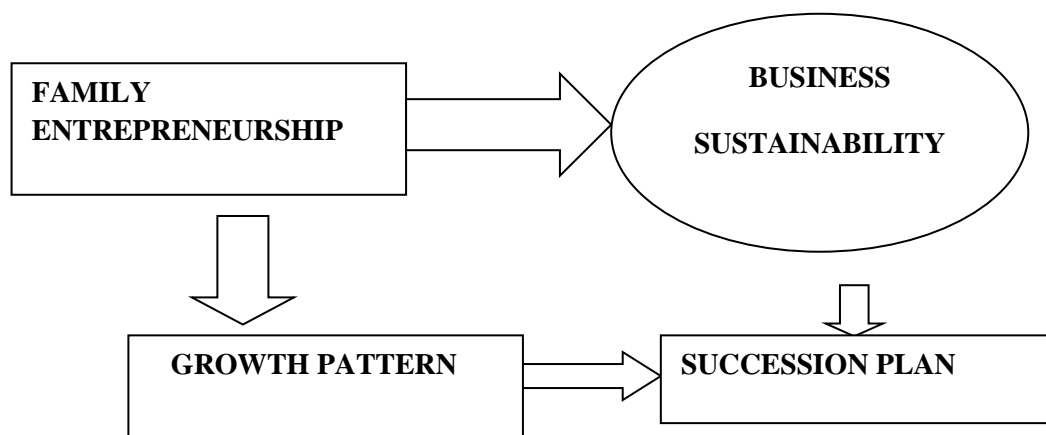 FAMILY
ENTREPRENEURSHIP
BUSINESS
SUSTAINABILITY
GROWTH PATTERN
SUCCESSION PLAN